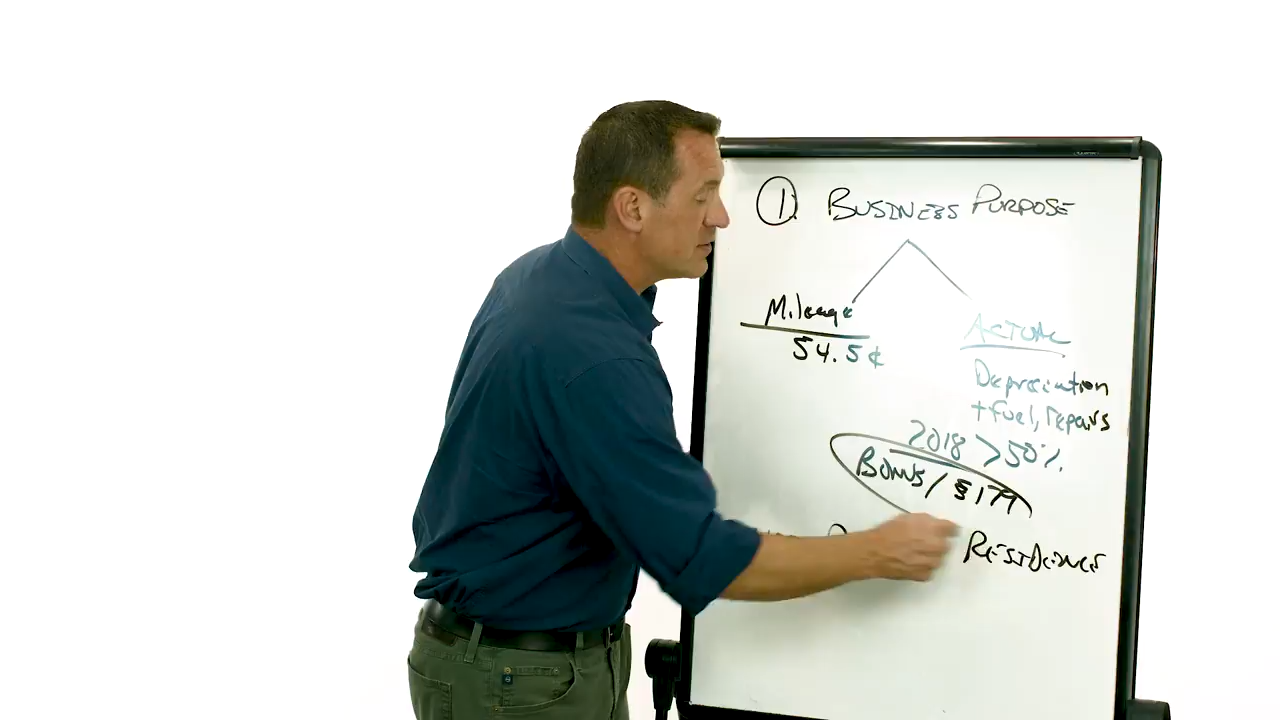 1. BUSINESS PURPOSE
Mileage
54.5¢
ACTUAL
Depreciation
+ fuel, repairs
2018 >50%
BONUS / §179
RESIDENCE